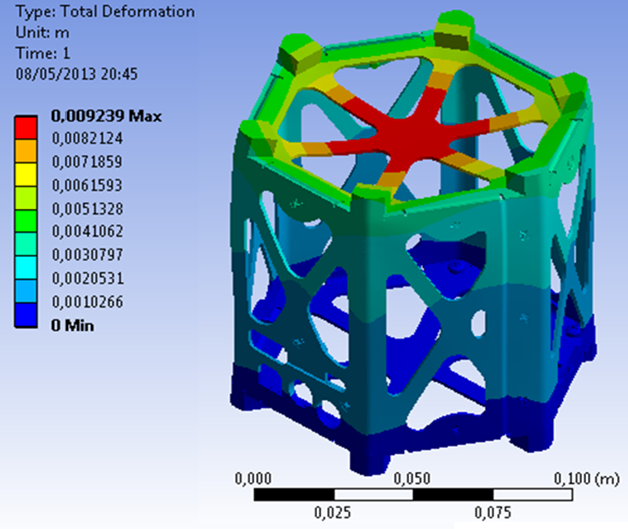 Type: Total Deformation
Unit: m
Time: 1
08/05/2013 20:45
0,009239 Max
0,0082124
0,0071859
0,0061593
0,0051328
0,0041062
0,0030797
0,0020531
0,0010266
0 Min
0,000 0,050 0,100 (m)
0,025 0,075